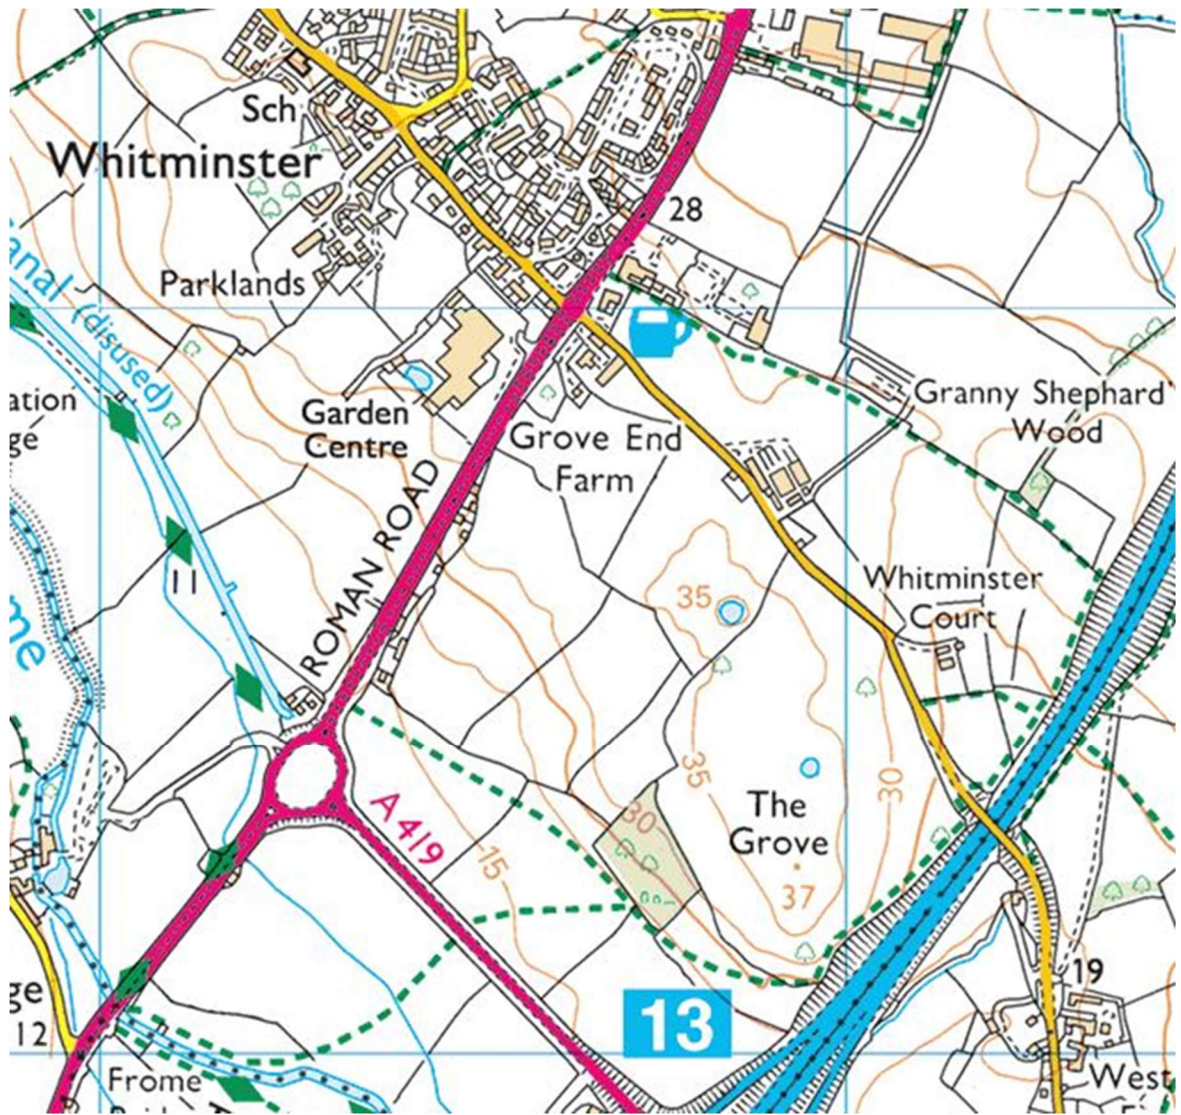 Sch
Whitminster
28
Parklands
anal (disused)
ation
ge
Garden
Centre
Grove End
Farm
Granny Shephard'
Wood
ROMAN ROAD
11
me
35
Whitminster
Court
35
30
The
Grove
37
30
A 419
15
13
ge
12
19
Frome
West